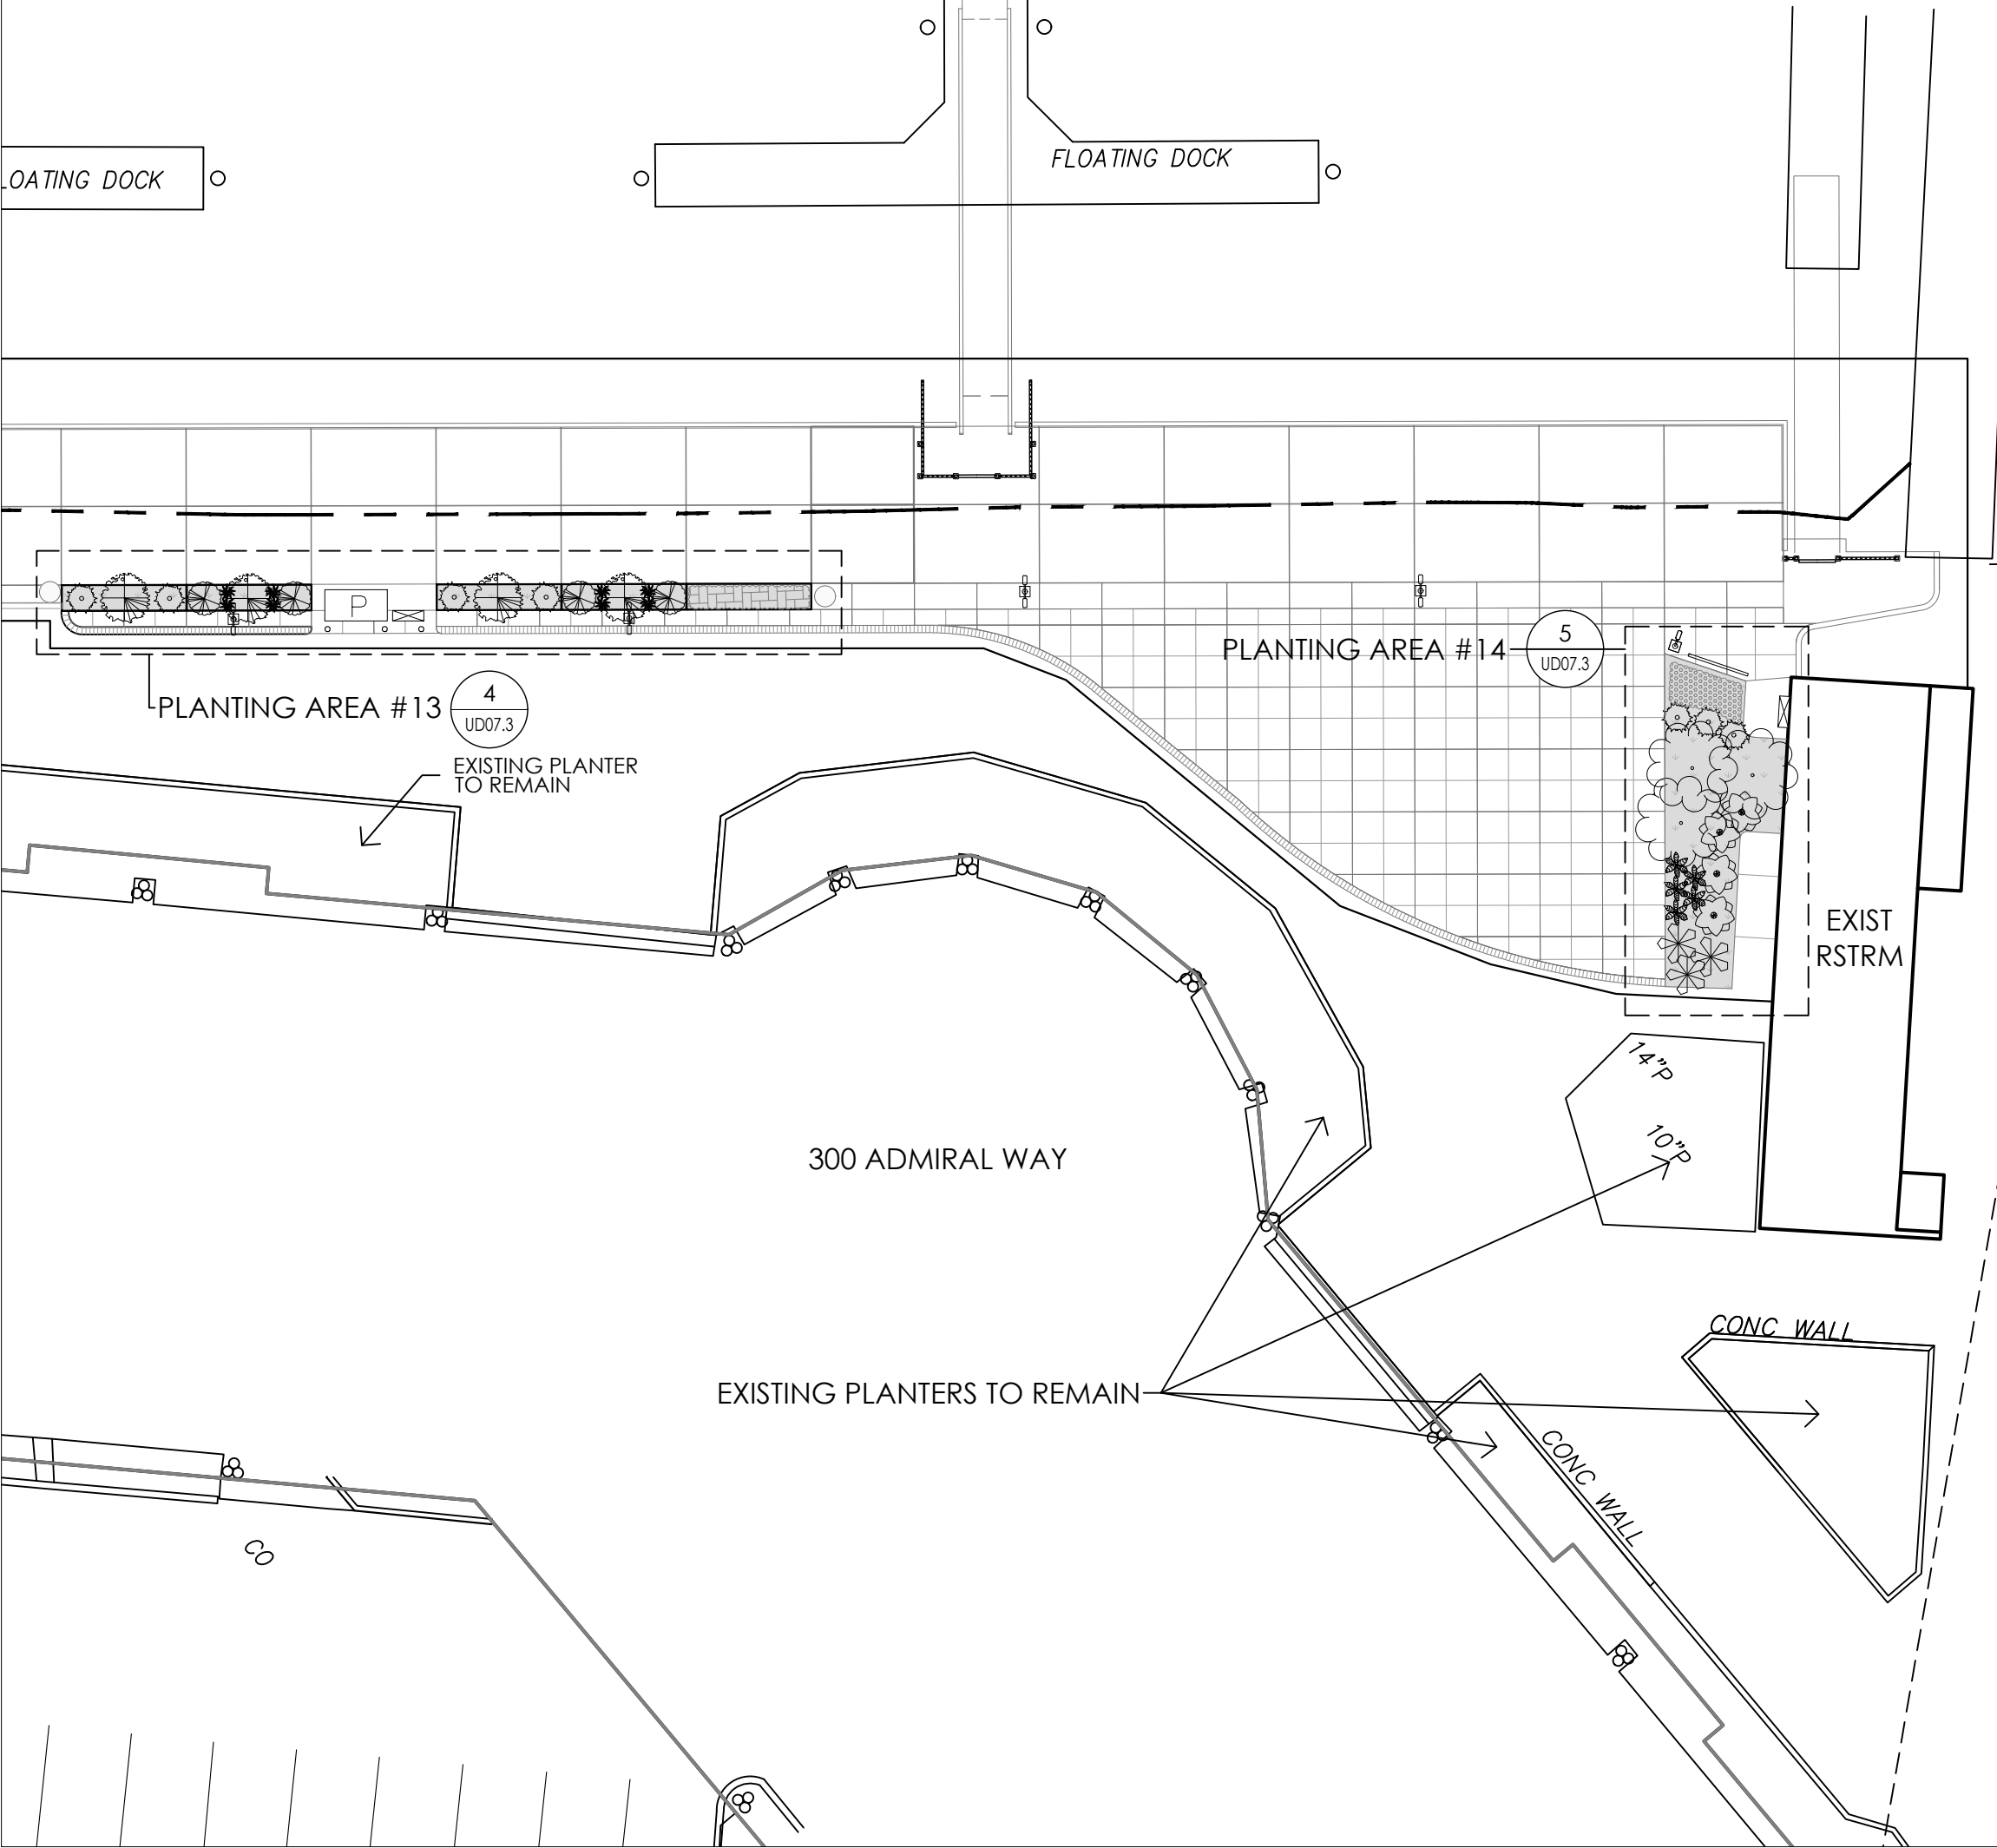 FLOATING DOCK
LOATING DOCK
P
PLANTING AREA #14
5
UD07.3
PLANTING AREA #13
4
UD07.3
EXISTING PLANTER
TO REMAIN
EXIST
RSTRM
14"P
10"P
300 ADMIRAL WAY
CONC WALL
EXISTING PLANTERS TO REMAIN
CONC WALL
CO